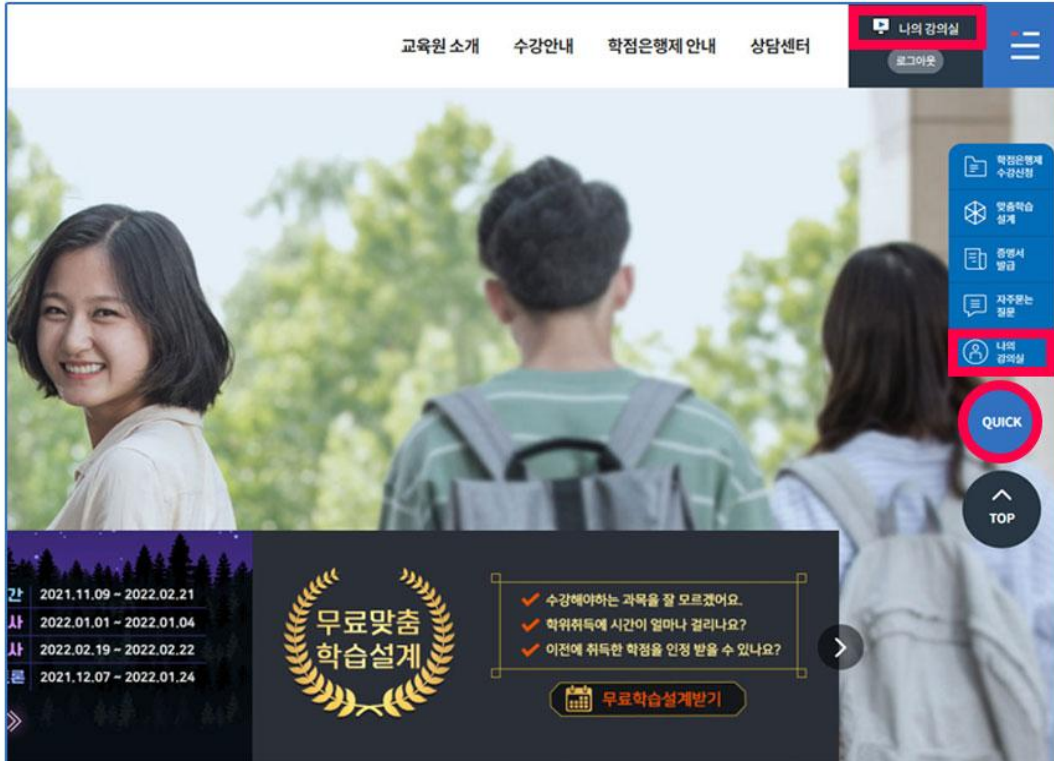 나의 강의실
교육원 소개 수강안내 학점은행제 안내 상담센터
로그아웃
학점은행제
수강신청
맞춤학습
설계
증명서
발급
자주묻는
질문
나의
강의실
QUICK
TOP
간 2021.11.09 ~ 2022.02.21
사 2022.01.01 ~ 2022.01.04
사 2022.02.19 ~ 2022.02.22
토론 2021.12.07 ~ 2022.01.24
무료맞춤
학습설계
수강해야하는 과목을 잘 모르겠어요.
학위취득에 시간이 얼마나 걸리나요?
이전에 취득한 학점을 인정 받을 수 있나요?
무료학습설계받기